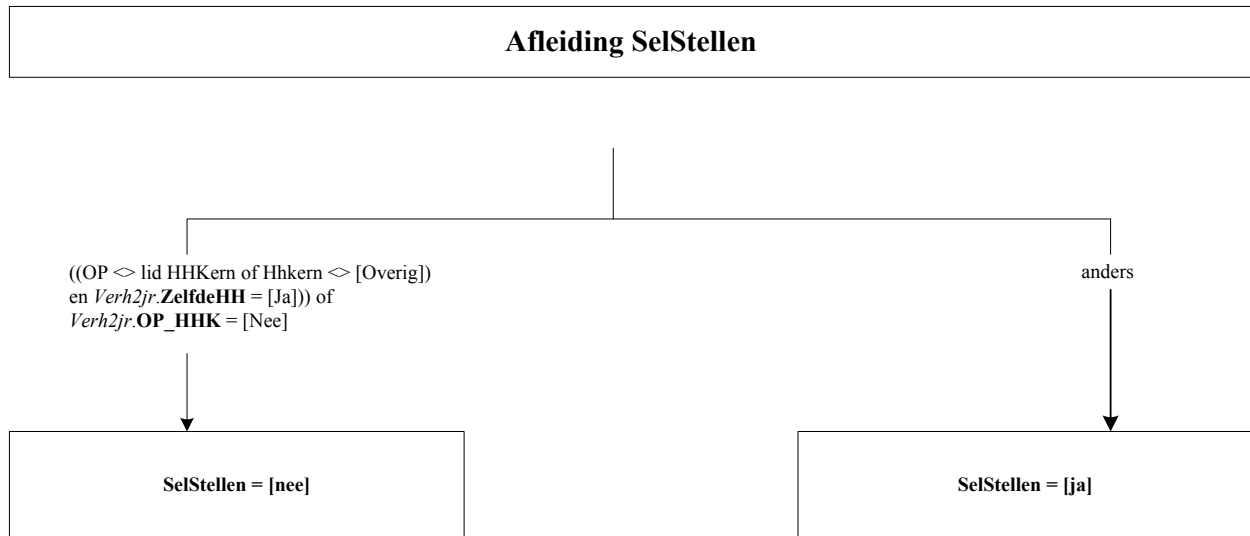 Afleiding SelStellen
((OP <> lid HHKern of Hhkern <> [Overig])
en Verh2jr.ZelfdeHH = [Ja])) of
Verh2jr.OP_HHK = [Nee]
anders
SelStellen = [nee]
SelStellen = [ja]